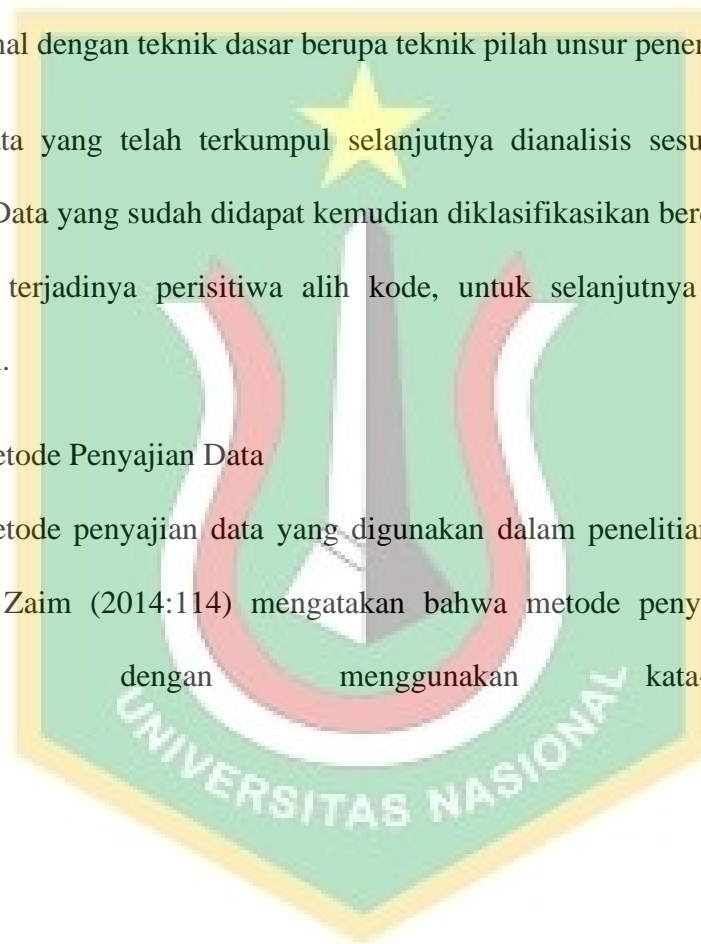 nal dengan teknik dasar berupa teknik pilah unsur pener
ta yang telah terkumpul selanjutnya dianalisis sesu
Data yang sudah didapat kemudian diklasifikasikan ber
terjadinya perisitiwa alih kode, untuk selanjutnya
.
etode Penyajian Data
etode penyajian data yang digunakan dalam penelitian
Zaim (2014:114) mengatakan bahwa metode peny
dengan menggunakan kata-
UNIVERSITAS NASIONAL